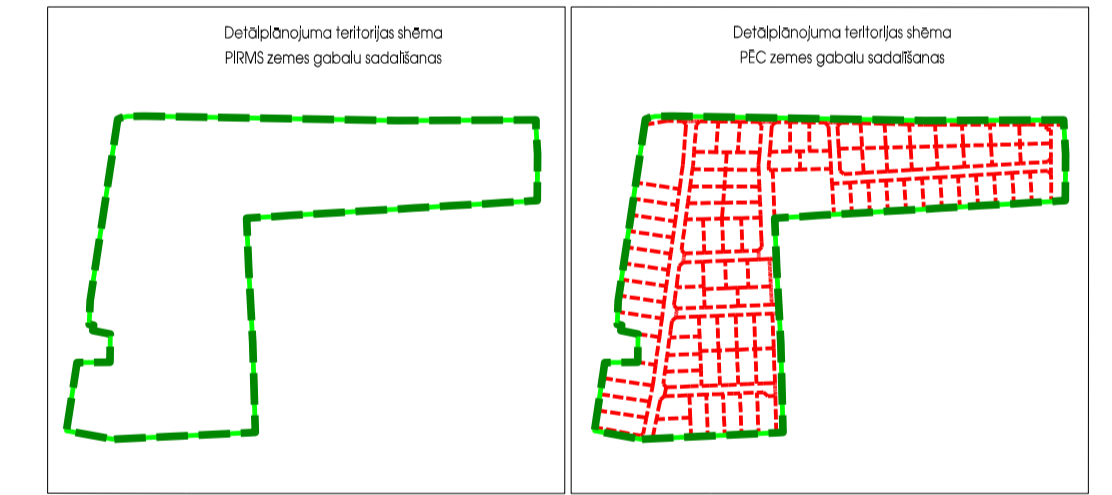 Detālplānojuma teritorijas shēma
PIRMS zemes gabalu sadalīšanas
Detālplānojuma teritorijas shēma
PĒC zemes gabalu sadalīšanas